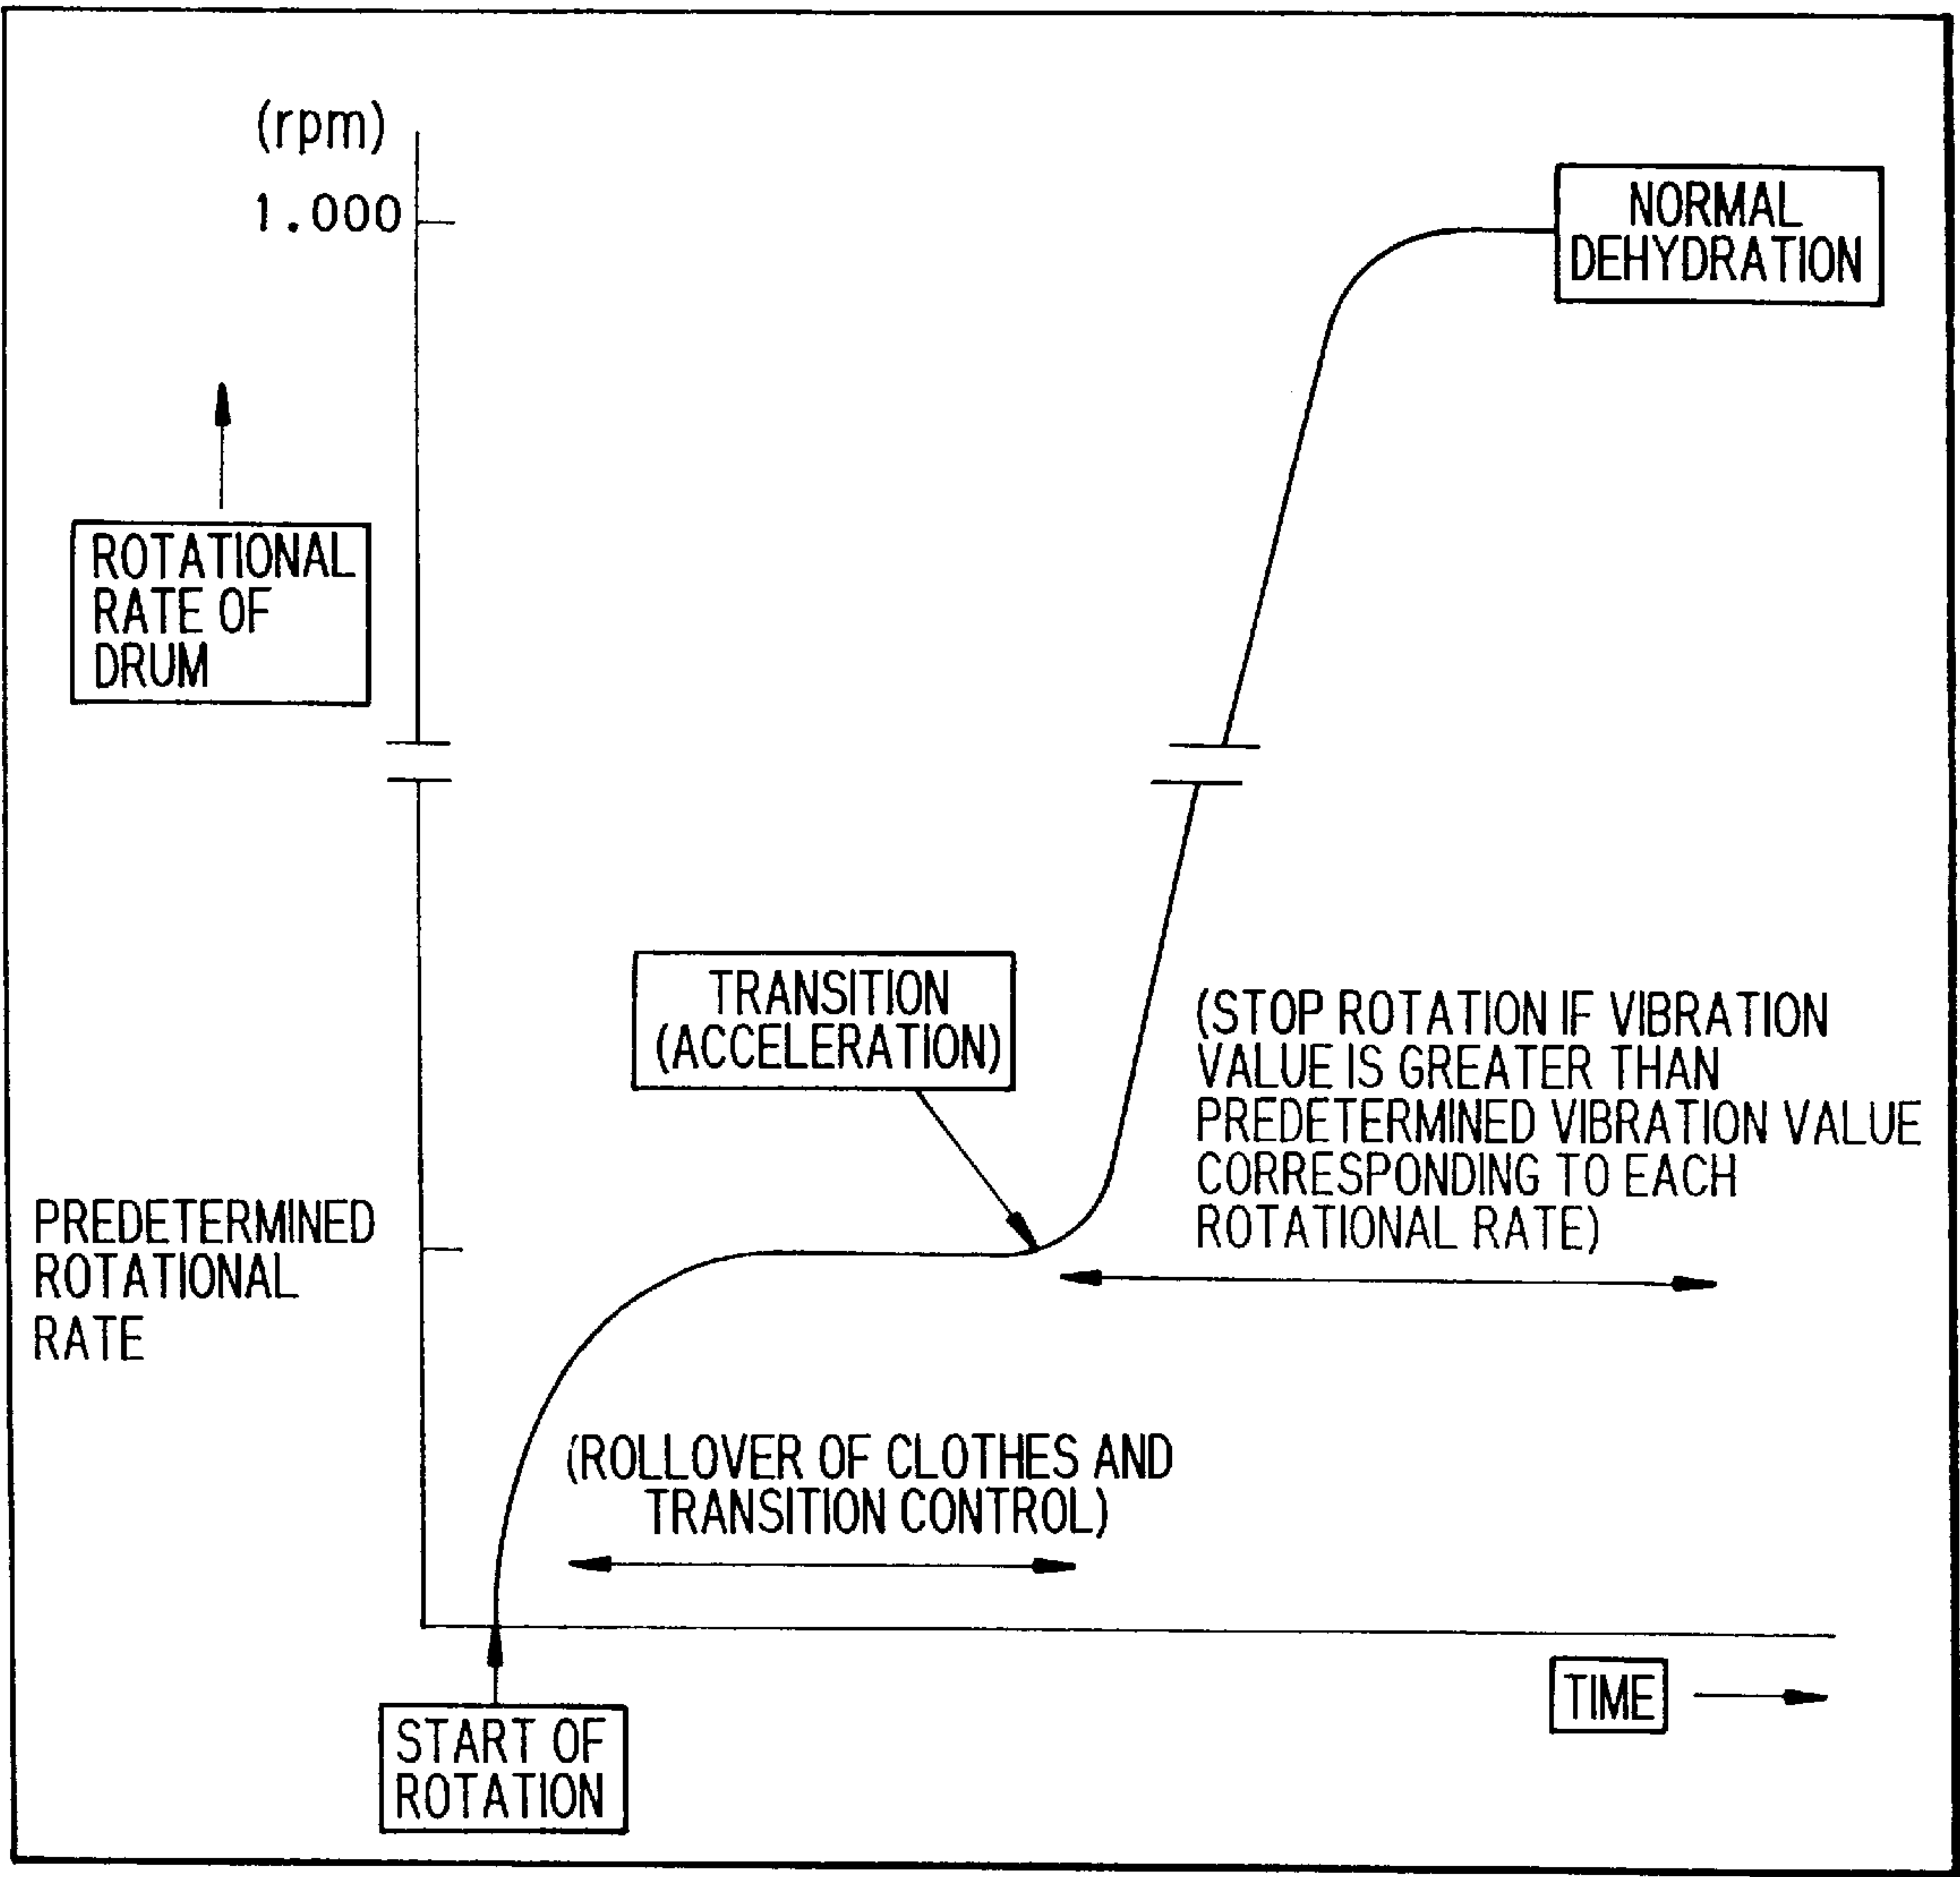 (rpm)
1.000
NORMAL
DEHYDRATION
ROTATIONAL
RATE OF
DRUM
TRANSITION
(ACCELERATION)
(STOP ROTATION IF VIBRATION
VALUE IS GREATER THAN
PREDETERMINED VIBRATION VALUE
CORRESPONDING TO EACH
ROTATIONAL RATE)
PREDETERMINED
ROTATIONAL
RATE
(ROLLOVER OF CLOTHES AND
TRANSITION CONTROL)
TIME
START OF
ROTATION